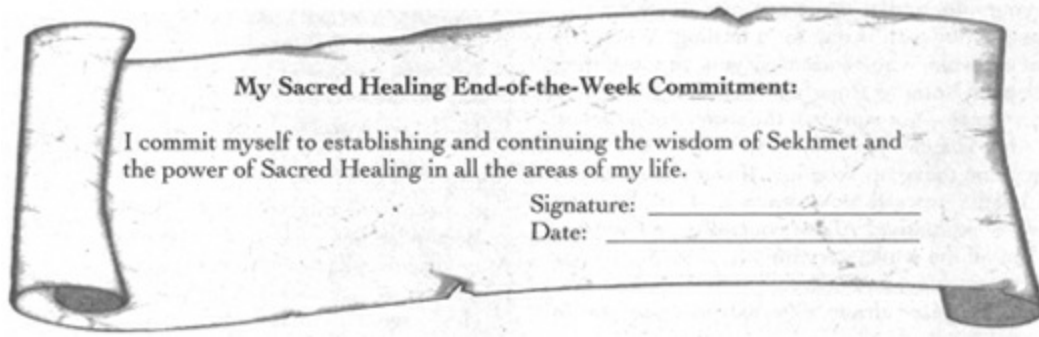 My Sacred Healing End-of-the-Week Commitment:
I commit myself to establishing and continuing the wisdom of Sekhmet and
the power of Sacred Healing in all the areas of my life.
Signature:
Date: